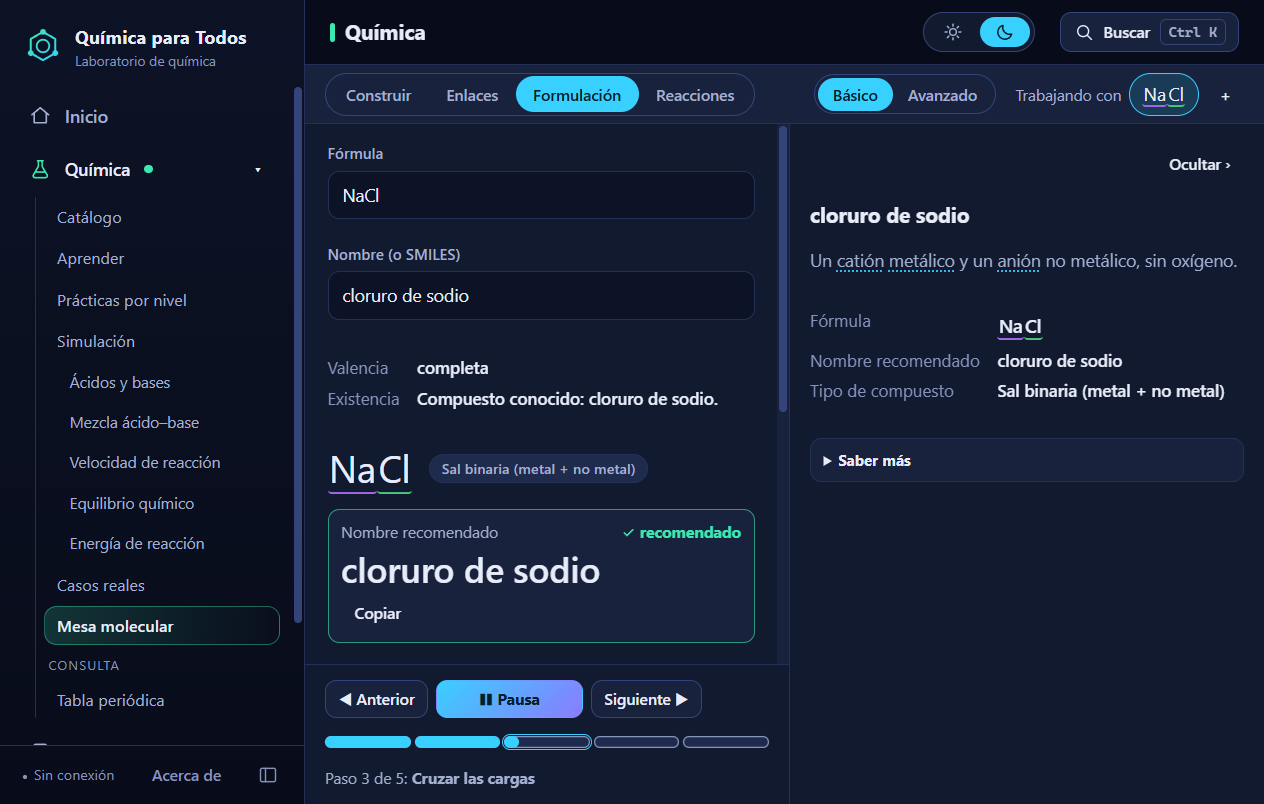 Química para Todos
Laboratorio de química
Inicio
Química
Catálogo
Aprender
Prácticas por nivel
Simulación
Ácidos y bases
Mezcla ácido–base
Velocidad de reacción
Equilibrio químico
Energía de reacción
Casos reales
Mesa molecular
CONSULTA
Tabla periódica
Sin conexión
Acerca de
Química
Buscar Ctrl K
Construir Enlaces Formulación Reacciones
Básico Avanzado Trabajando con NaCl +
Fórmula
NaCl
Nombre (o SMILES)
cloruro de sodio
Valencia completa
Existencia Compuesto conocido: cloruro de sodio.
NaCl Sal binaria (metal + no metal)
Nombre recomendado ✓ recomendado
cloruro de sodio
Copiar
◀ Anterior Pausa Siguiente ▶
Paso 3 de 5: Cruzar las cargas
Ocultar ›
cloruro de sodio
Un catión metálico y un anión no metálico, sin oxígeno.
Fórmula NaCl
Nombre recomendado cloruro de sodio
Tipo de compuesto Sal binaria (metal + no metal)
▶ Saber más